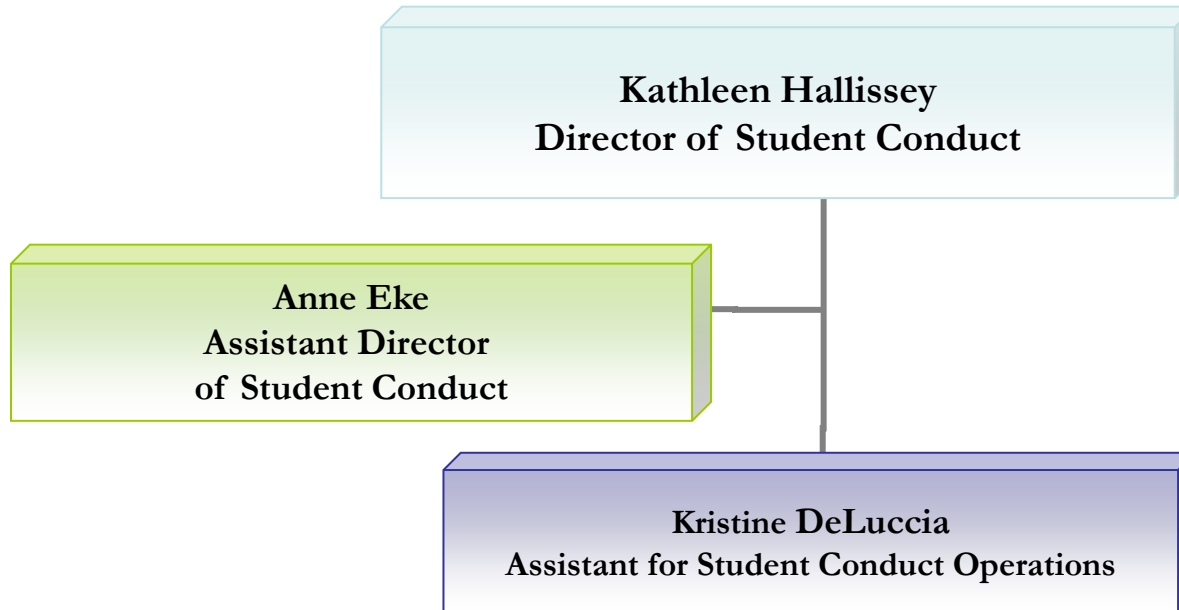 Kathleen Hallissey
Director of Student Conduct
Anne Eke
Assistant Director
of Student Conduct
Kristine DeLuccia
Assistant for Student Conduct Operations